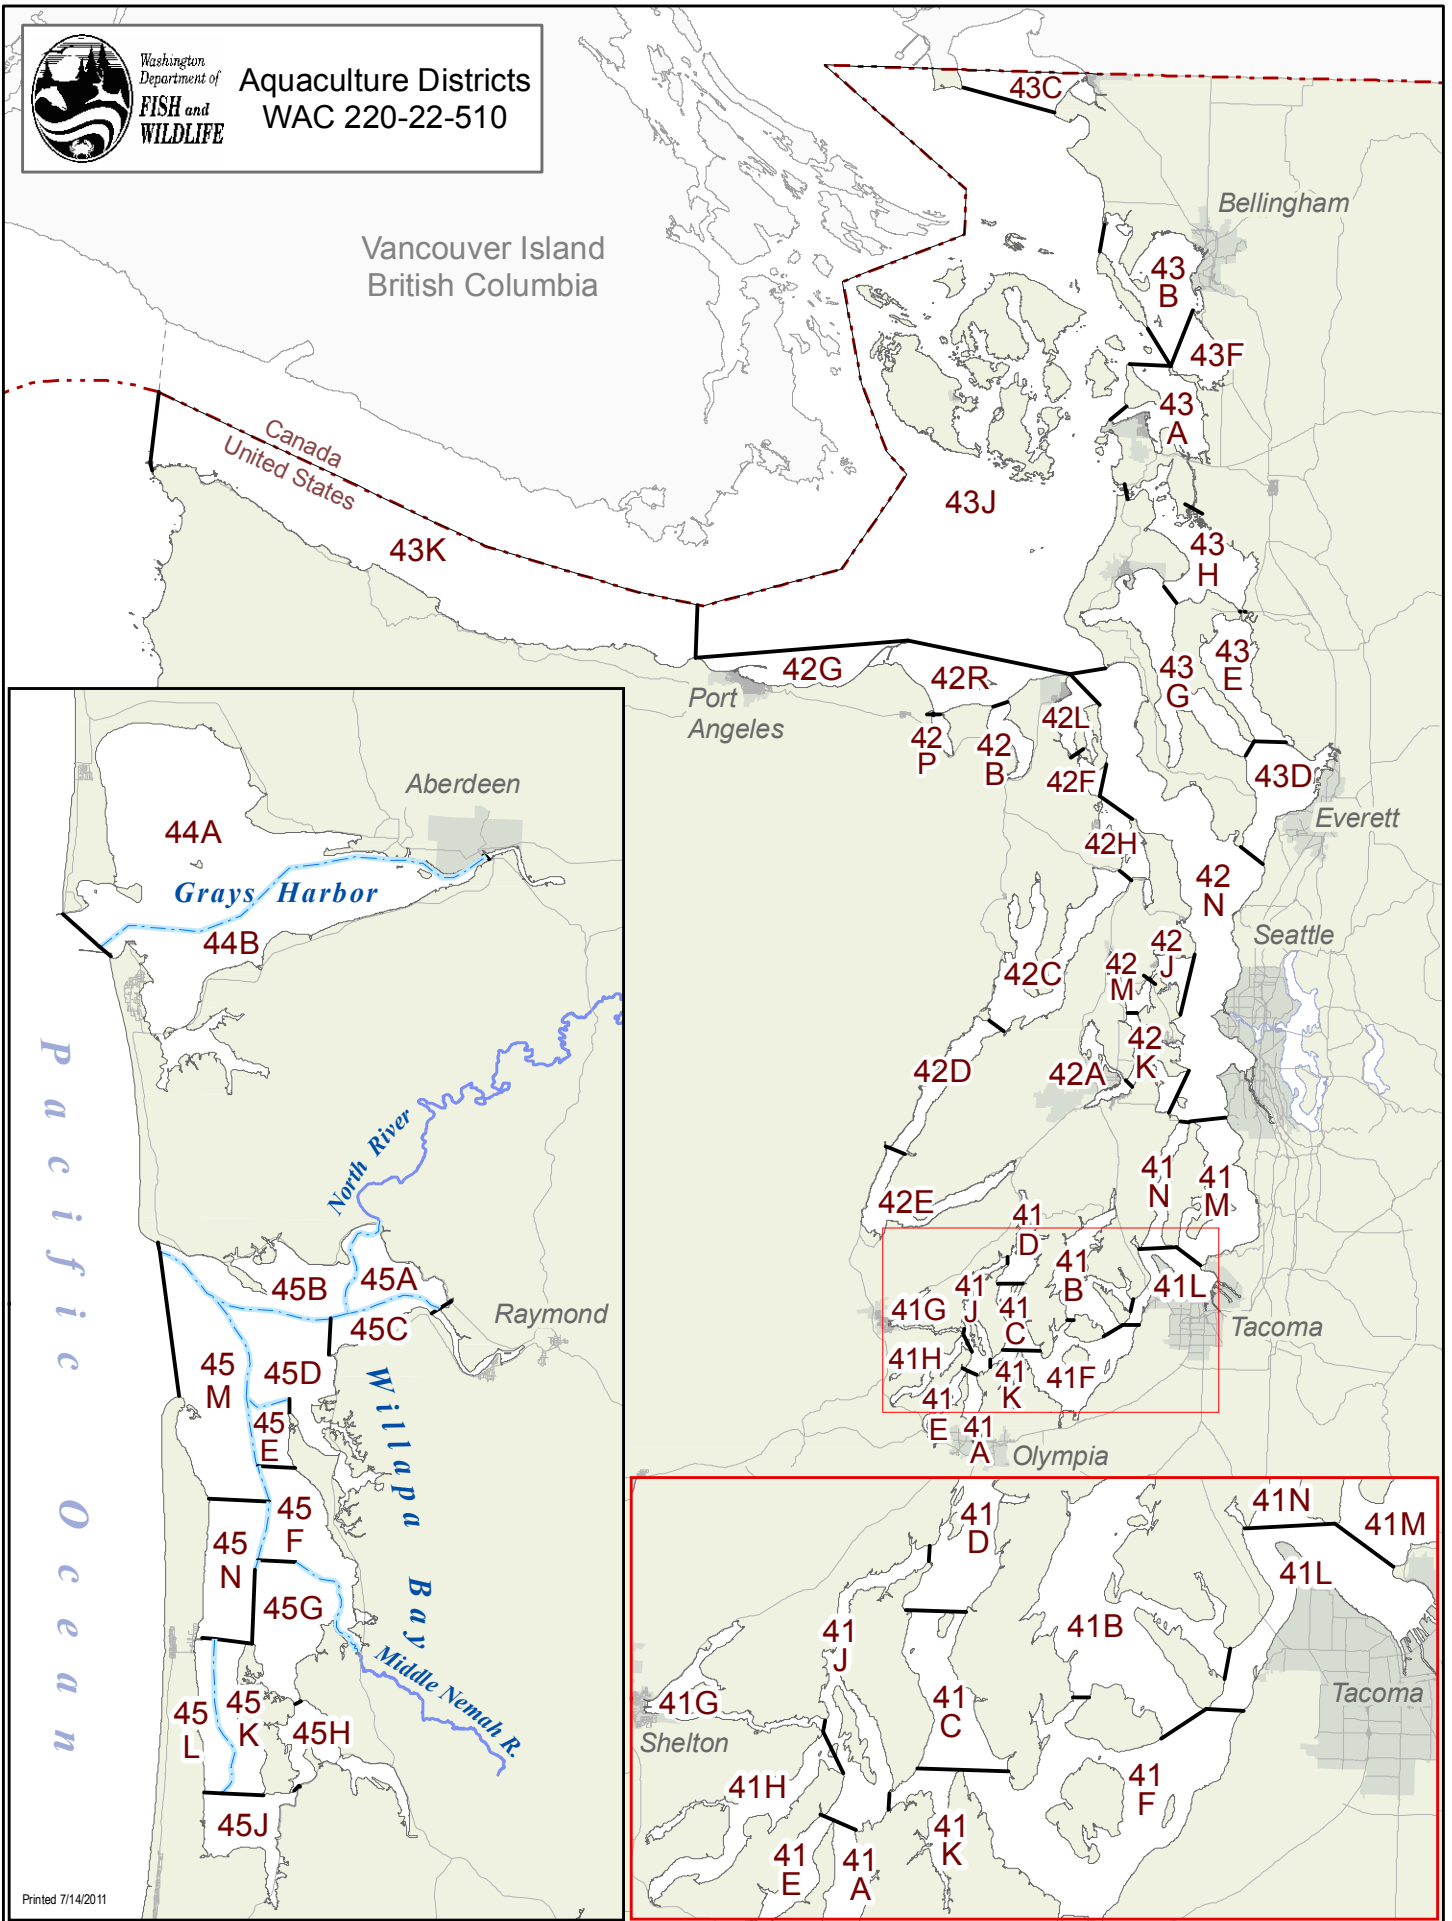 Washington
Department of
FISH and
WILDLIFE
Aquaculture Districts
WAC 220-22-510
43C
Bellingham
Vancouver Island
British Columbia
43
B
43F
43
A
Canada
United States
43J
43K
43
H
42G
42R
43
G
43
E
Port
Angeles
42L
42
P
42
B
42F
43D
Everett
42H
42
N
Seattle
42
J
42
M
42C
42
K
42D
42A
41
N
41
M
42E
41
D
41
B
41
J
41L
41G
41
C
Tacoma
41H
41
K
41F
41
E
41
A
Olympia
Aberdeen
44A
Grays Harbor
44B
Pacific Ocean
North River
45B
45A
45C
Raymond
45
M
45D
Willapa Bay
45
E
45
F
45
N
45G
Middle Nemah R.
45
L
45
K
45H
45J
Printed 7/14/2011
41N
41M
41
D
41L
41B
41
J
41G
Shelton
41
C
Tacoma
41H
41
F
41
K
41
E
41
A